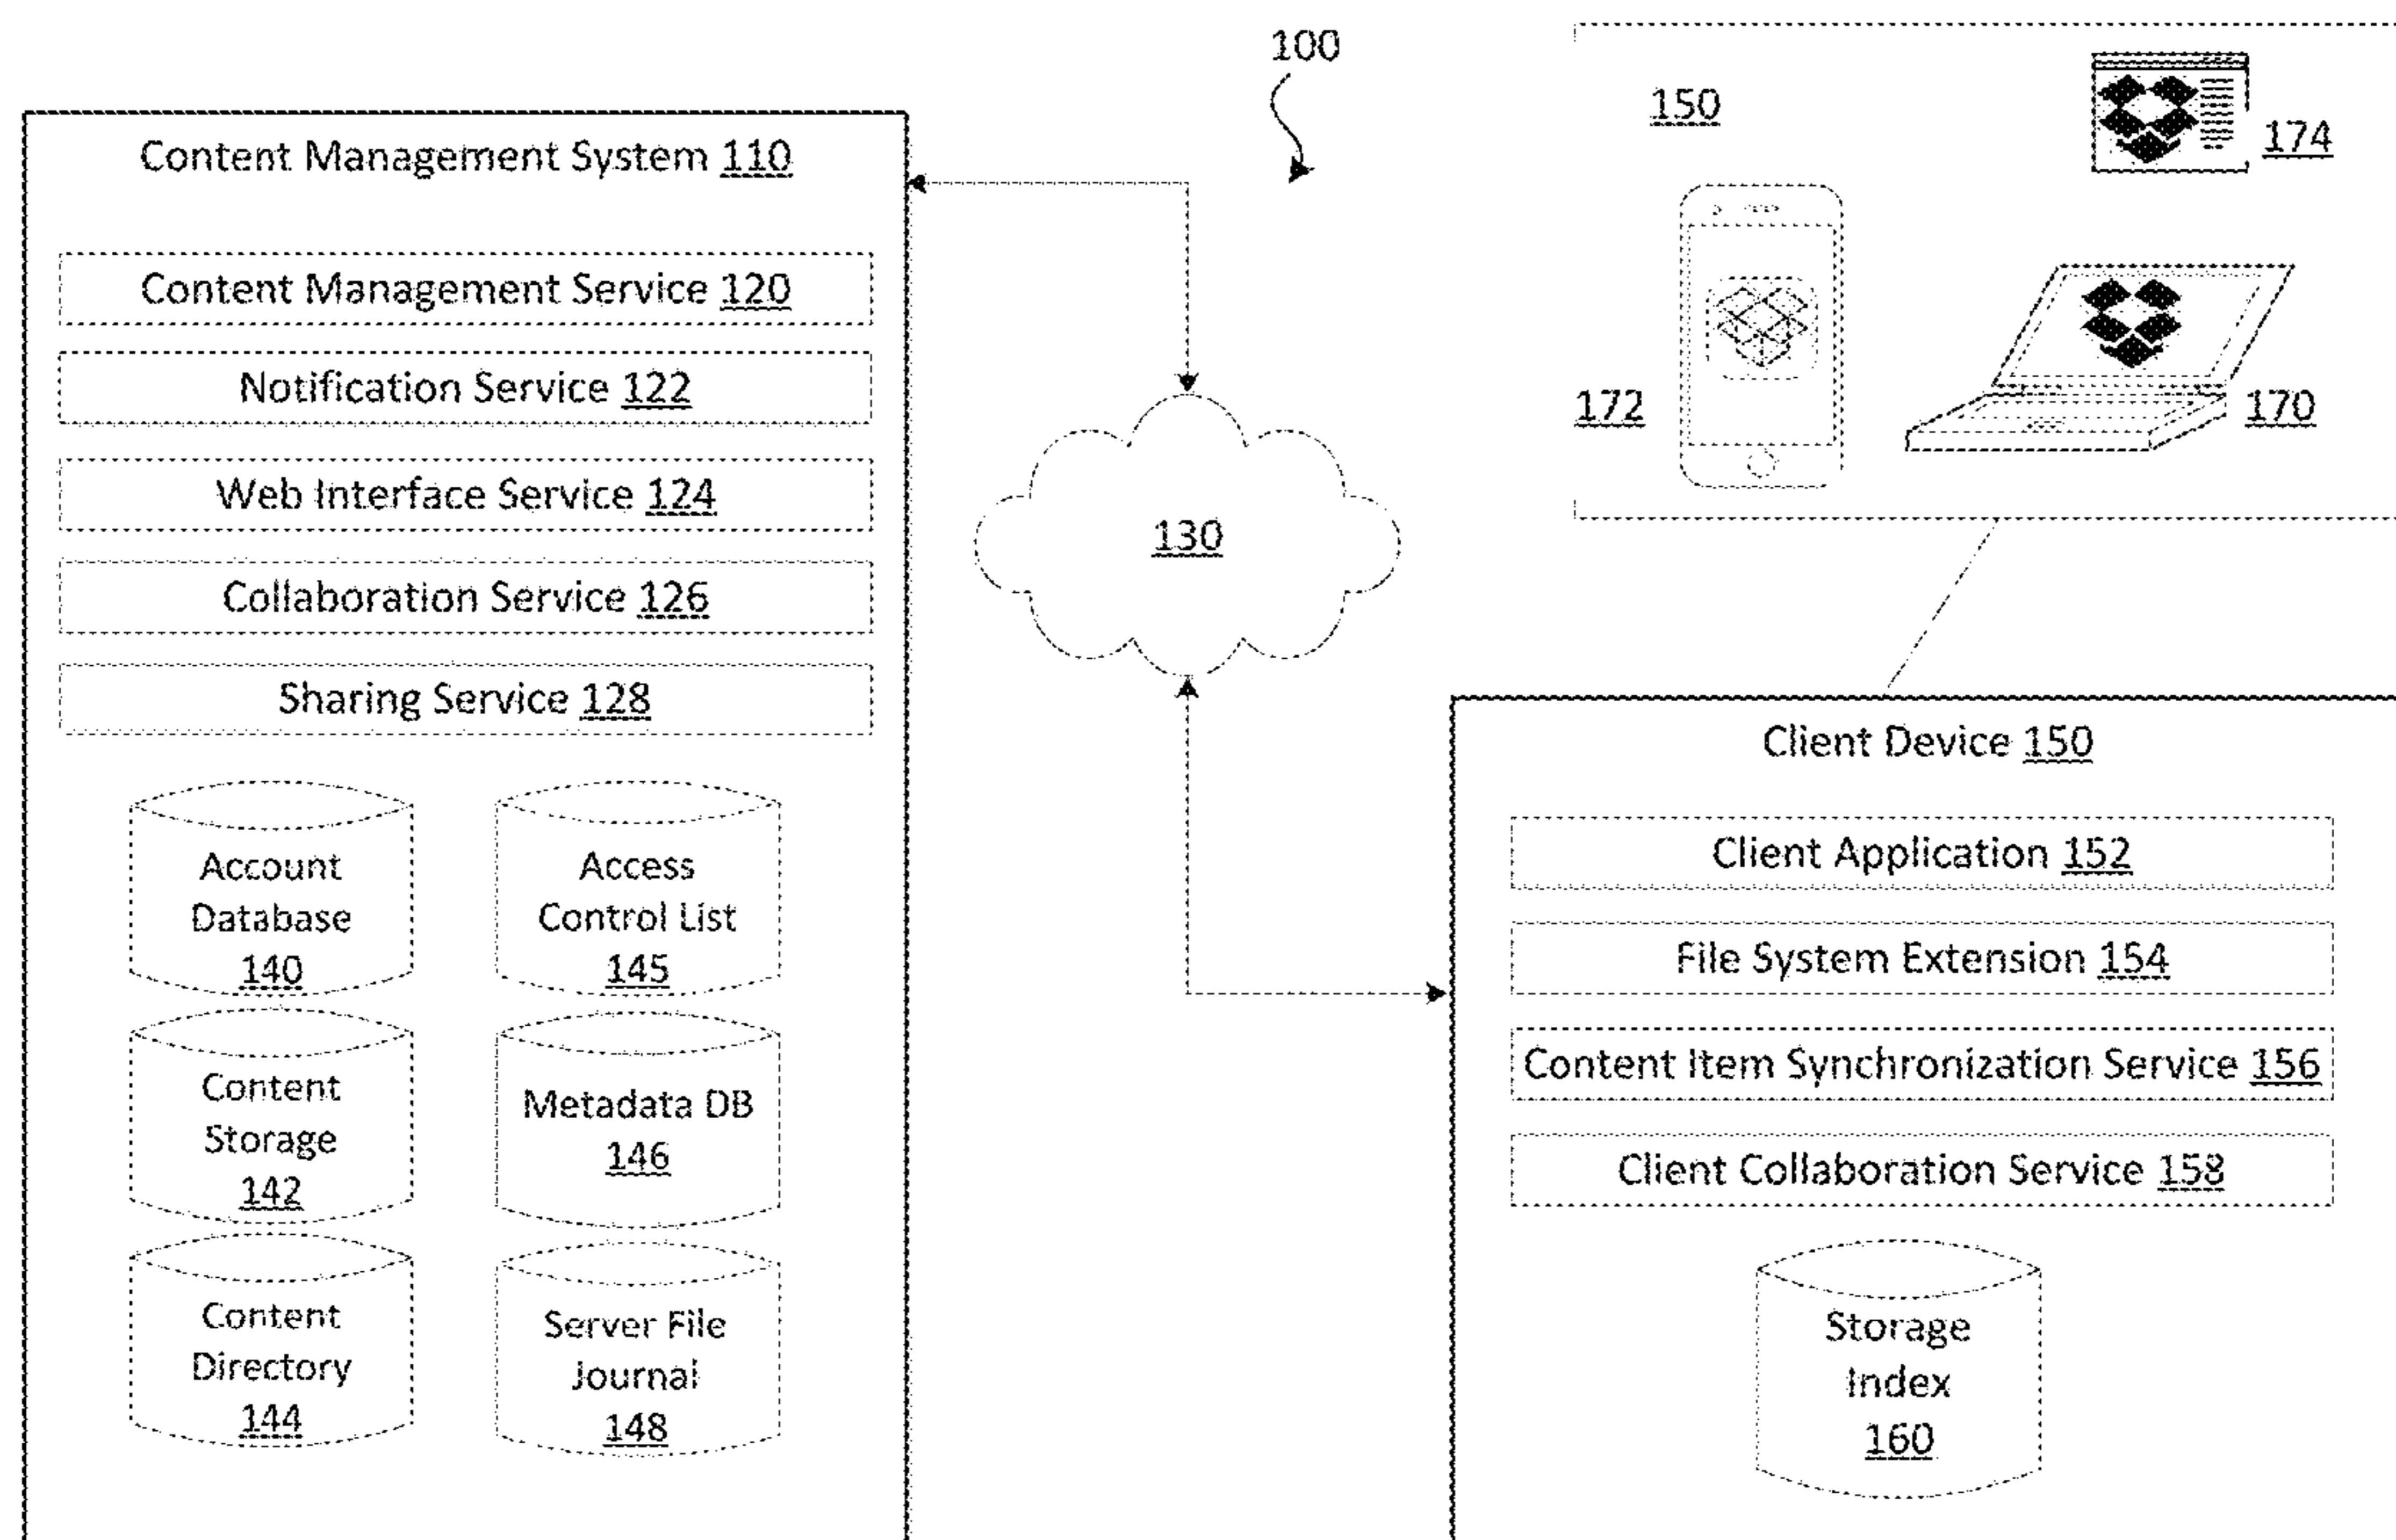 100
Content Management System 110
Content Management Service 120
Notification Service 122
Web Interface Service 124
Collaboration Service 126
Sharing Service 128
Account
Database
140
Access
Control List
145
Content
Storage
142
Metadata DB
146
Content
Directory
144
Server File
Journal
148
130
150
174
172
170
Client Device 150
Client Application 152
File System Extension 154
Content Item Synchronization Service 156
Client Collaboration Service 158
Storage
Index
160